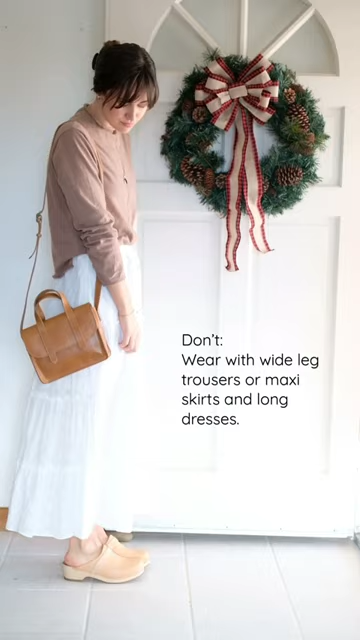 Don't:
Wear with wide leg
trousers or maxi
skirts and long
dresses.